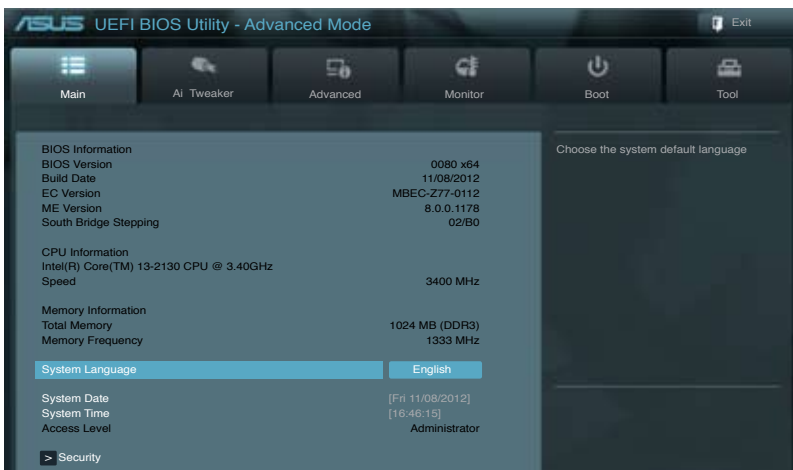 ASUS UEFI BIOS Utility - Advanced Mode
Exit
Main
Ai Tweaker
Advanced
Monitor
Boot
Tool
BIOS Information
BIOS Version 0080 x64
Build Date 11/08/2012
EC Version MBEC-Z77-0112
ME Version 8.0.0.1178
South Bridge Stepping 02/B0
CPU Information
Intel(R) Core(TM) 13-2130 CPU @ 3.40GHz
Speed 3400 MHz
Memory Information
Total Memory 1024 MB (DDR3)
Memory Frequency 1333 MHz
System Language English
System Date [Fri 11/08/2012]
System Time [16:46:15]
Access Level Administrator
> Security
Choose the system default language